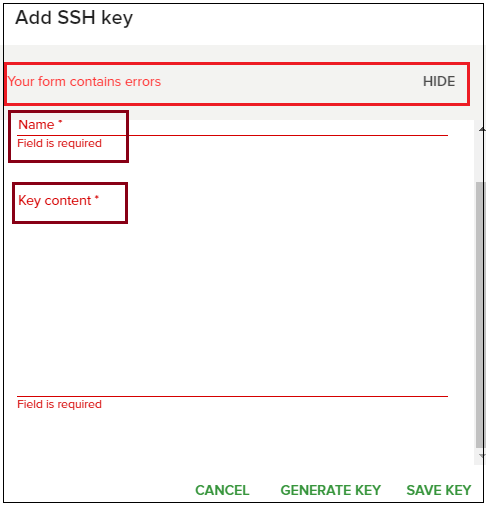 Add SSH key
Your form contains errors HIDE
Name *
Field is required
Key content *
Field is required
CANCEL GENERATE KEY SAVE KEY